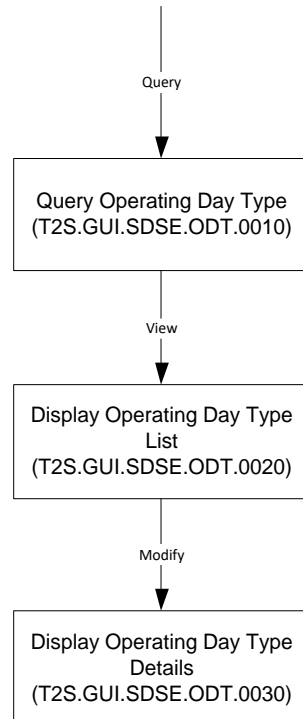 Query
Query Operating Day Type
(T2S.GUI.SDSE.ODT.0010)
View
Display Operating Day Type
List
(T2S.GUI.SDSE.ODT.0020)
Modify
Display Operating Day Type
Details
(T2S.GUI.SDSE.ODT.0030)